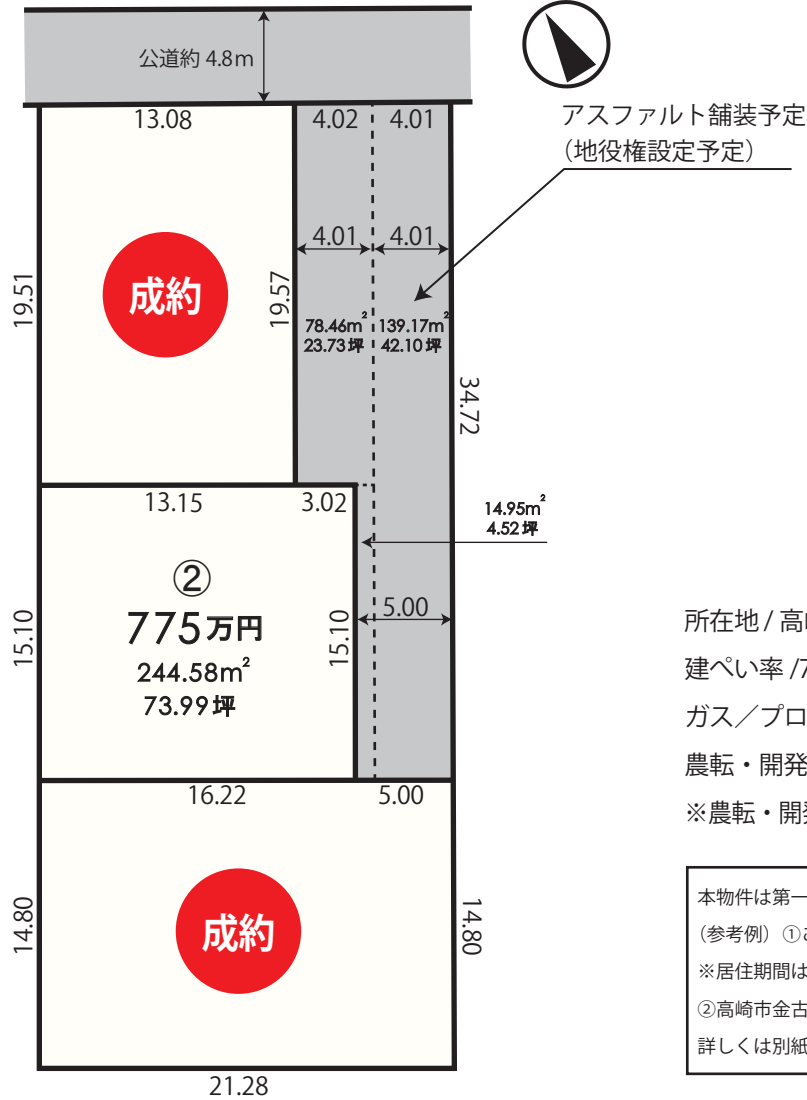 公道約 4.8m
アスファルト舗装予定
（地役権設定予定）
13.08
4.02
4.01
4.01
4.01
19.51
成約
19.57
78.46m²
23.73坪
139.17m²
42.10坪
34.72
13.15
3.02
14.95m²
4.52坪
②
775万円
244.58m²
73.99坪
15.10
15.10
5.00
16.22
5.00
14.80
成約
14.80
21.28
所在地 / 高
建ぺい率 /7
ガス／プロ
農転・開発
※農転・開
本物件は第一
（参考例）①
※居住期間は
②高崎市金古
詳しくは別紙